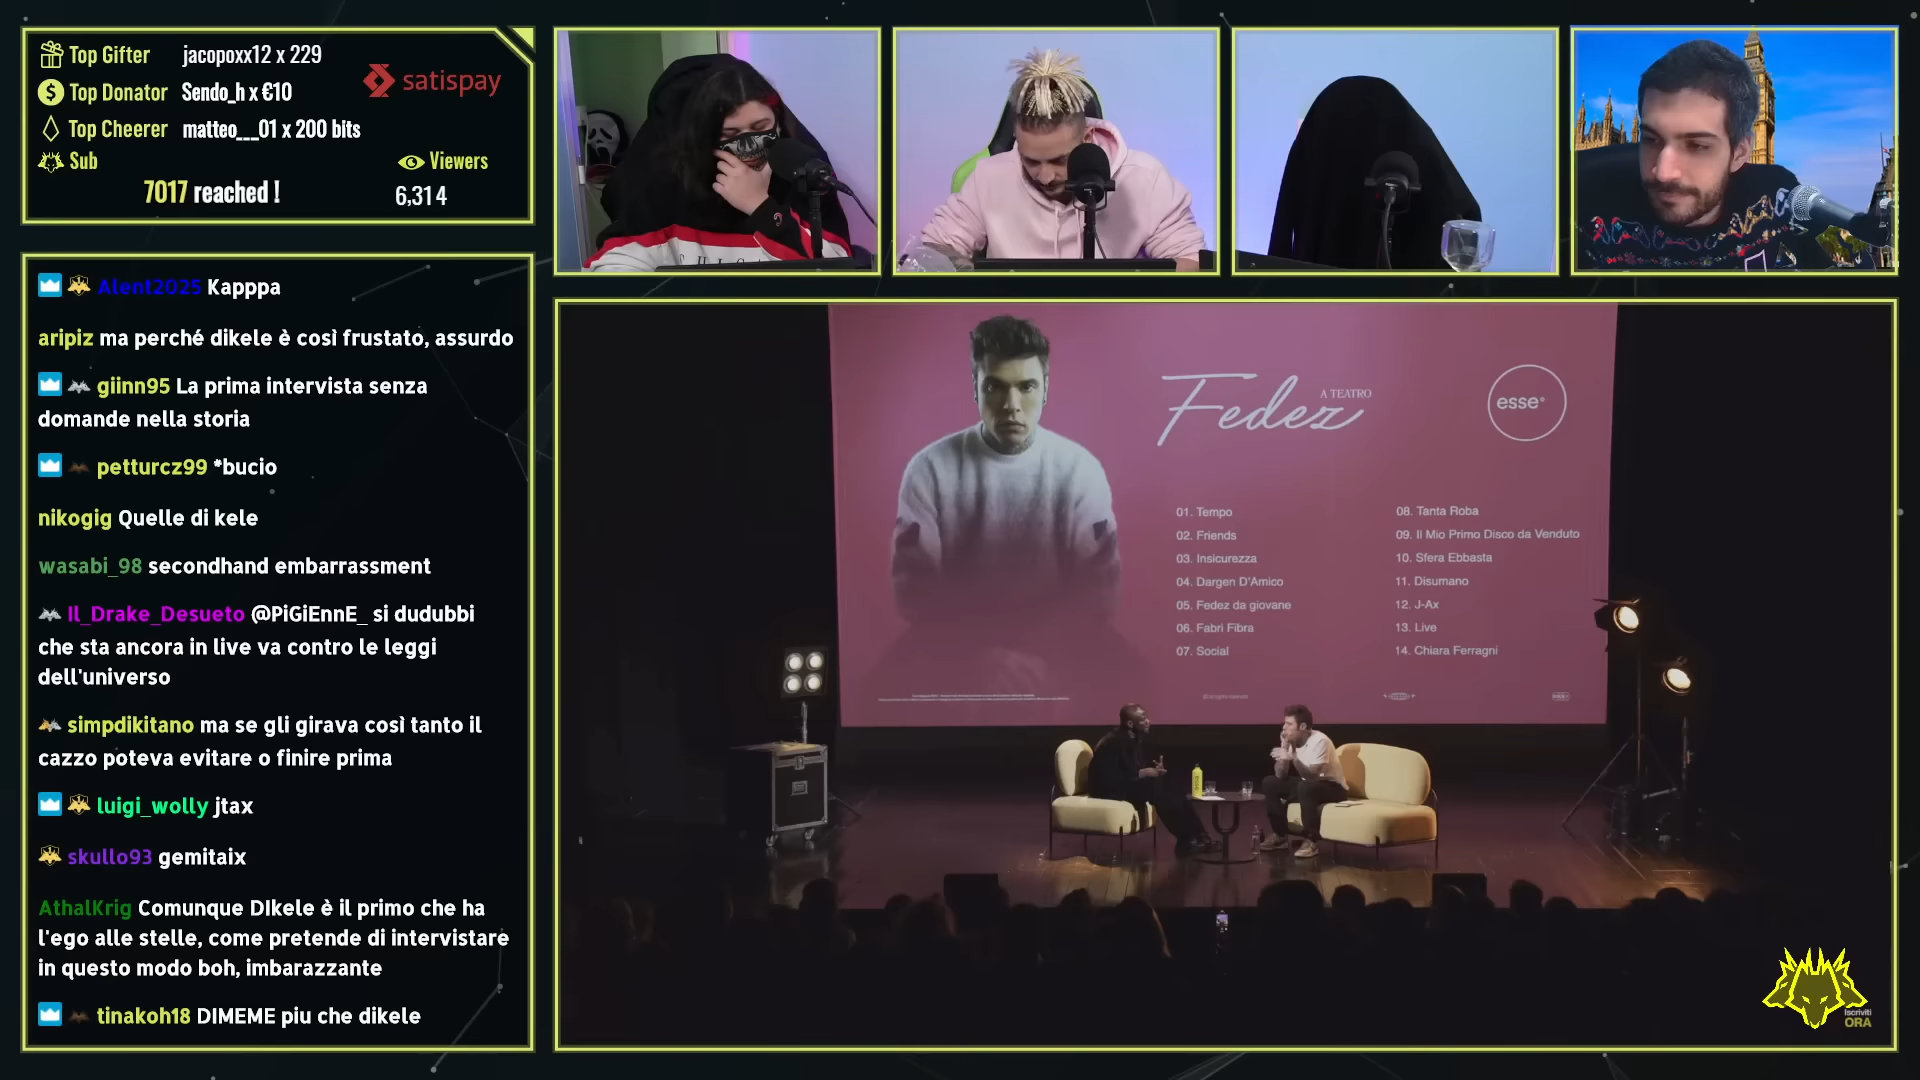 Top Gifter jacopoxx12 x 229
satispay
Top Donator Sendo_h x €10
Top Cheerer matteo___01 x 200 bits
Sub
Viewers
7017 reached !
6,314
Alent2025 Kapppa
aripiz ma perché dikele è così frustato, assurdo
giinn95 La prima intervista senza
domande nella storia
petturcz99 *bucio
nikogig Quelle di kele
wasabi_98 secondhand embarrassment
Il_Drake_Desueto @PiGiEnnE_ si dudubbi
che sta ancora in live va contro le leggi
dell'universo
simpdikitano ma se gli girava così tanto il
cazzo poteva evitare o finire prima
luigi_wolly jtax
skullo93 gemitaix
AthalKrig Comunque DIkele è il primo che ha
l'ego alle stelle, come pretende di intervistare
in questo modo boh, imbarazzante
tinakoh18 DIMEME piu che dikele
Fedez
A TEATRO
esse
01. Tempo
02. Friends
03. Insicurezza
04. Dargen D'Amico
05. Fedez da giovane
06. Fabri Fibra
07. Social
08. Tanta Roba
09. Il Mio Primo Disco da Venduto
10. Sfera Ebbasta
11. Disumano
12. J-Ax
13. Live
14. Chiara Ferragni
Iscriviti
ORA